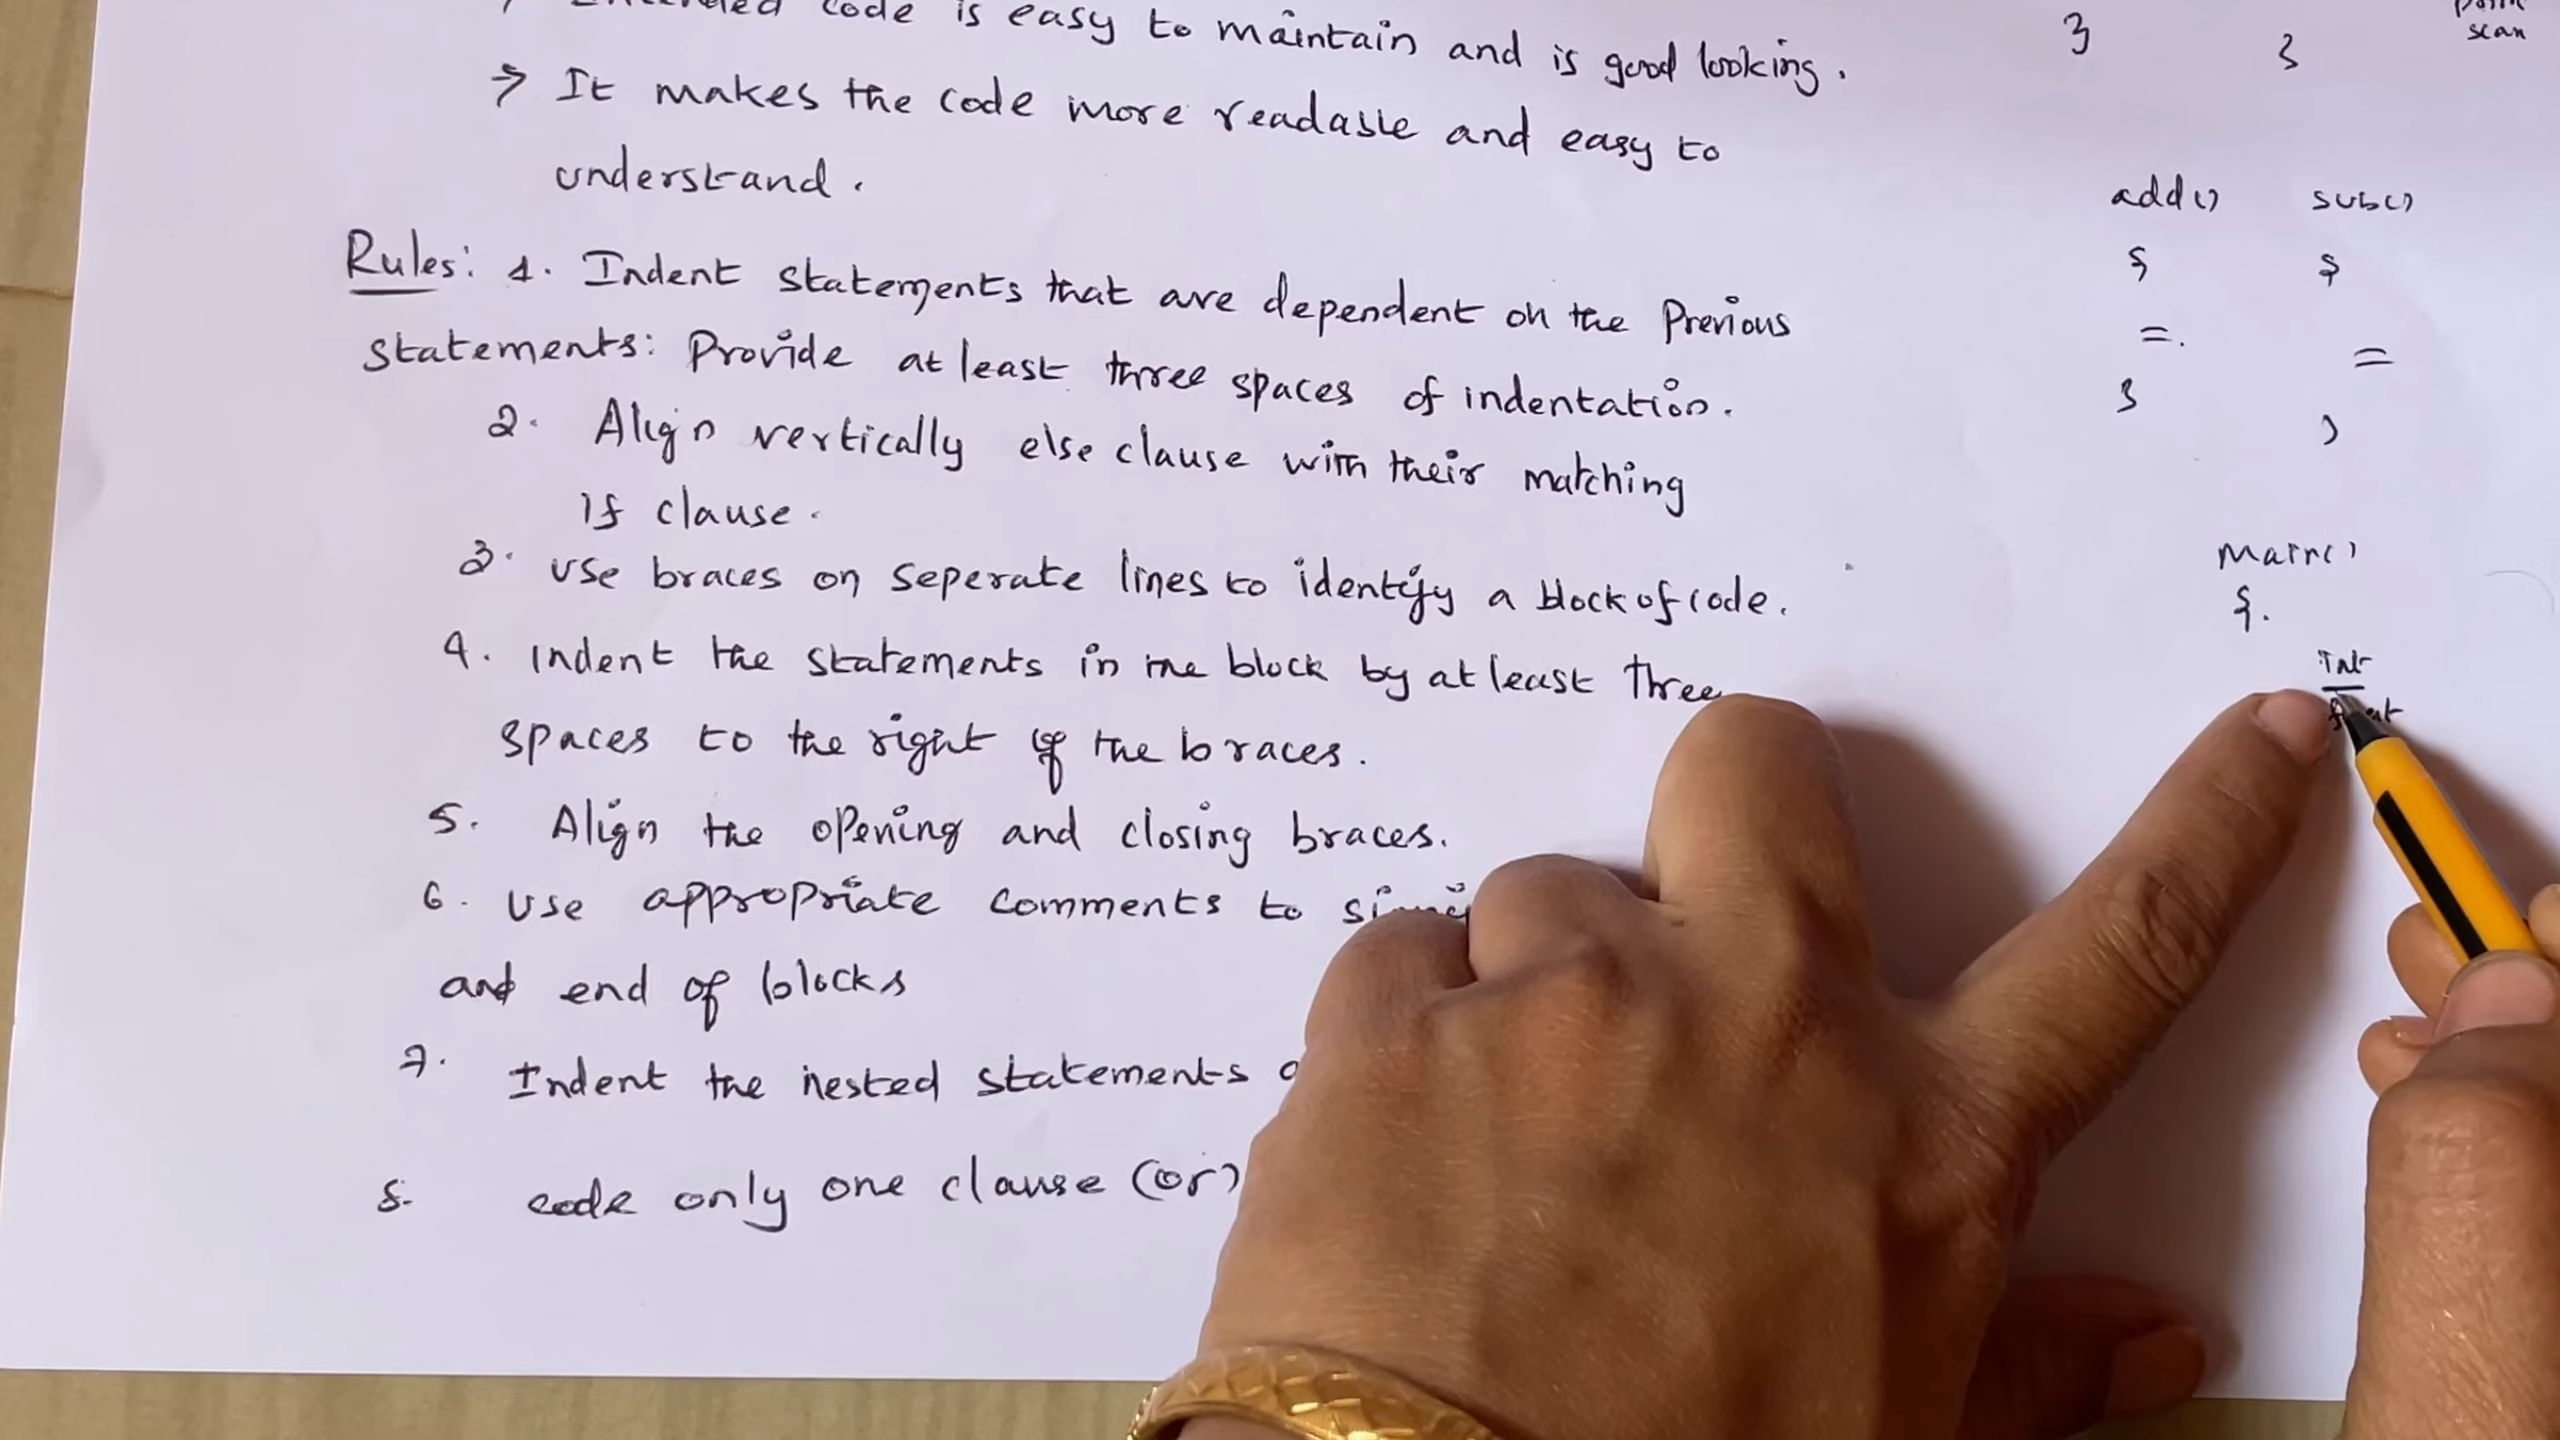 code is easy to maintain and is good looking.
→ It makes the code more readable and easy to
understand.
Rules: 1. Indent statements that are dependent on the Previous
statements: Provide at least three spaces of indentation.
2. Align vertically else clause with their matching
if clause.
3. use braces on seperate lines to identify a block of code.
4. indent the statements in the block by at least three
spaces to the right of the braces.
5. Align the opening and closing braces.
6. use appropriate comments to
and end of blocks
7. Indent the nested statements
8. code only one clause (or)
}
}
scan
add() sub()
{ {
=. =
} }
main()
{.
int
float